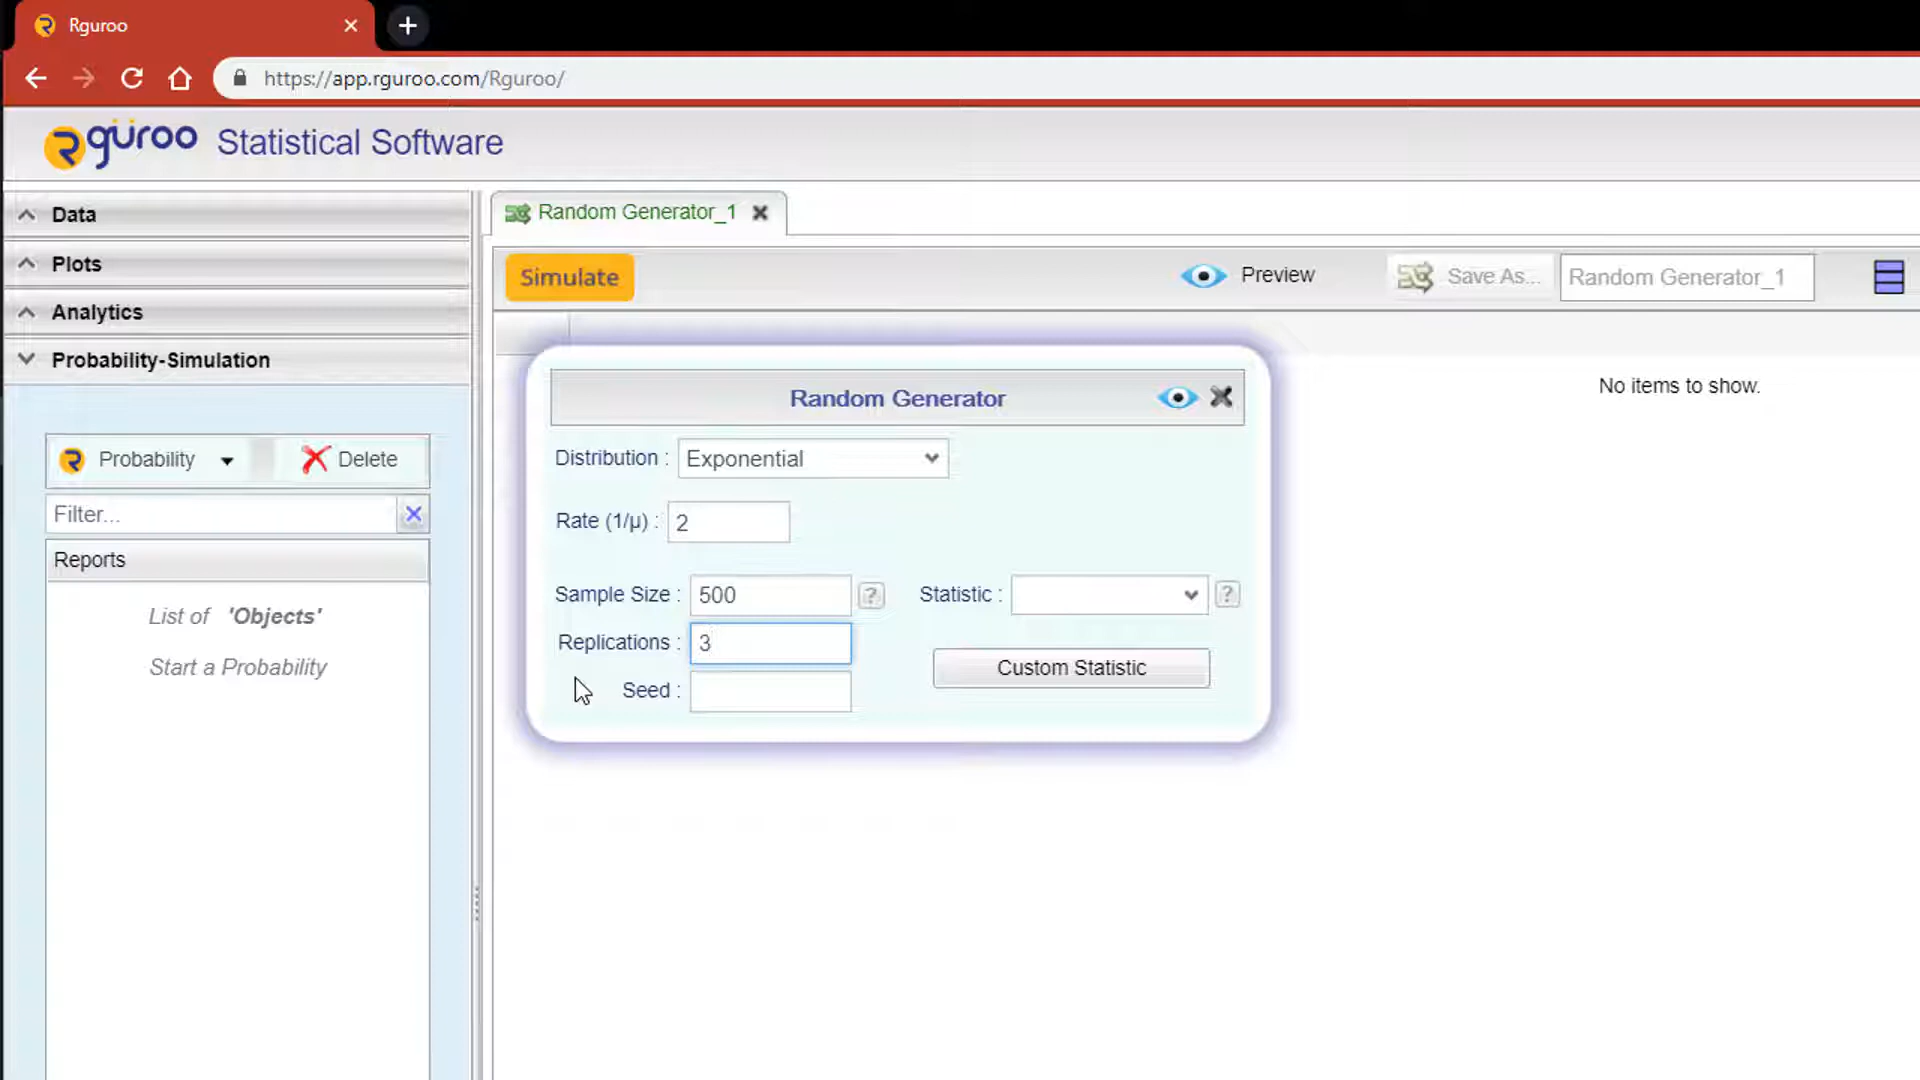 Rguroo
https://app.rguroo.com/Rguroo/
Rguroo Statistical Software
Data
Plots
Analytics
Probability-Simulation
Probability
Delete
Filter...
Reports
List of 'Objects'
Start a Probability
Random Generator_1
Simulate
Preview
Save As...
Random Generator_1
No items to show.
Random Generator
Distribution : Exponential
Rate (1/μ) : 2
Sample Size : 500 ?
Statistic : ?
Replications : 3
Custom Statistic
Seed :